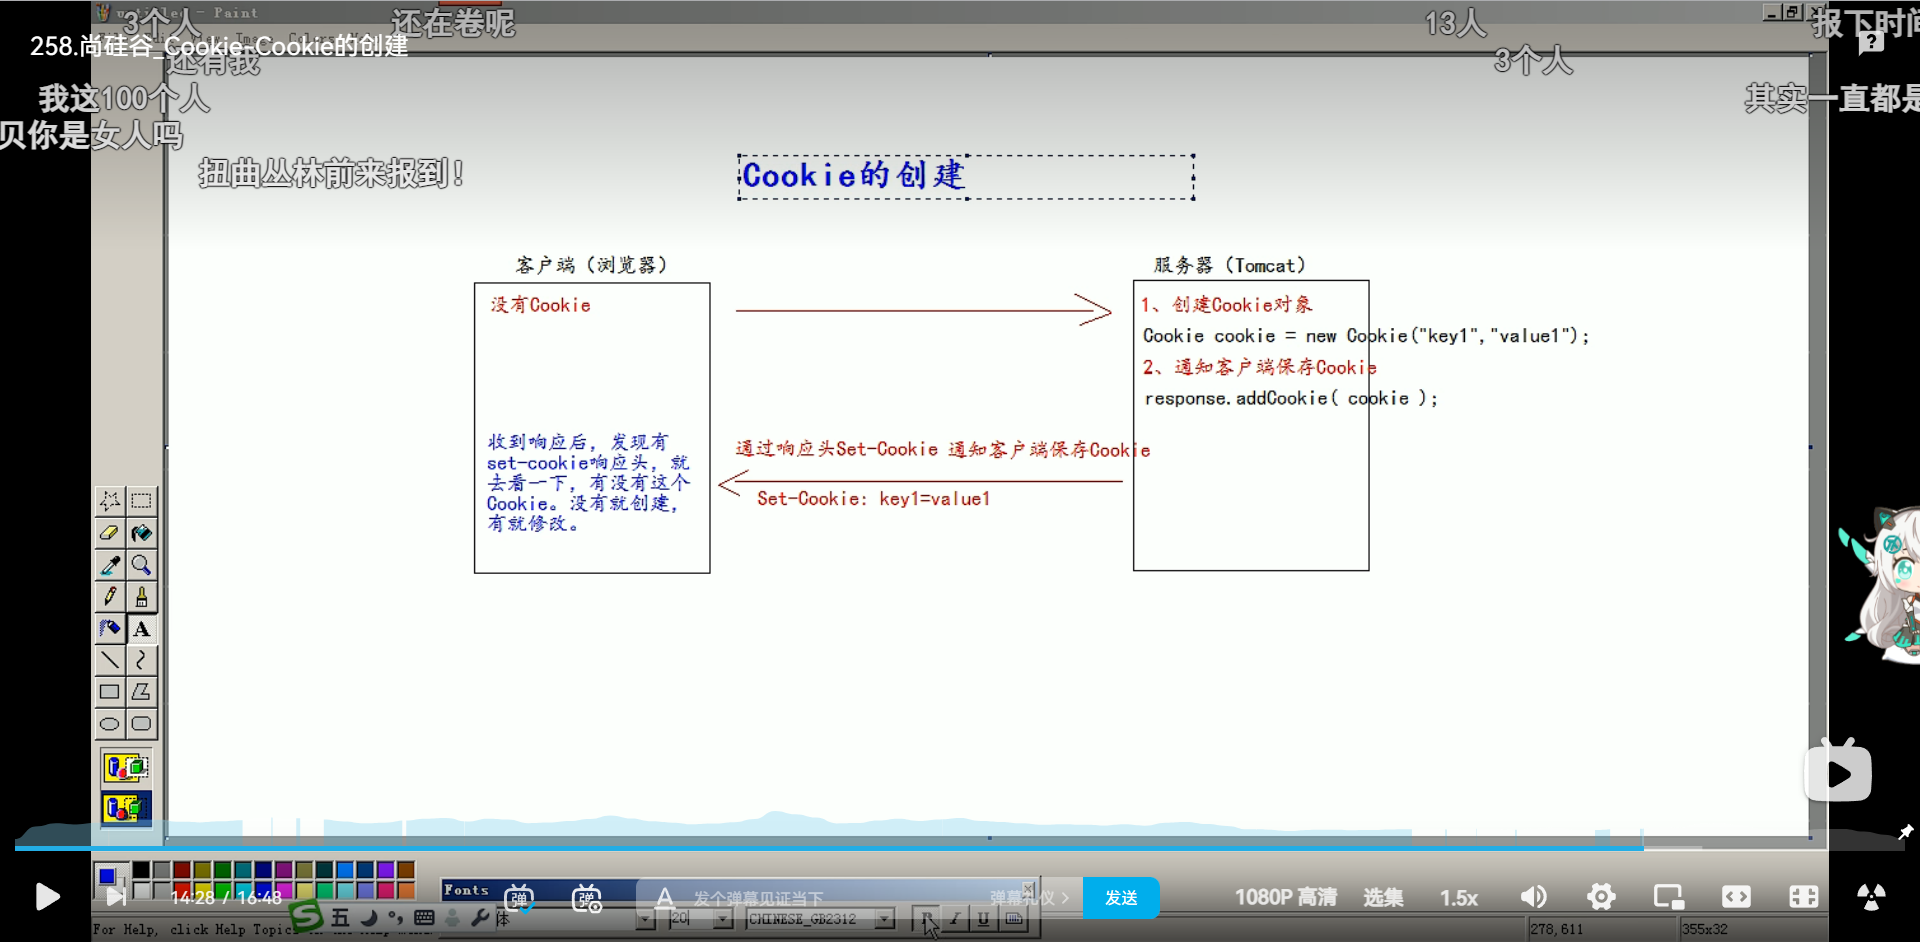 untitled - Paint
3个人
还在卷呢
13人
报下时间
258.尚硅谷_Cookie-Cookie的创建
还有我
3个人
我这100个人
其实一直都是
贝你是女人吗
扭曲丛林前来报到！
Cookie的创建
客户端（浏览器）
服务器（Tomcat）
没有Cookie
1、创建Cookie对象
Cookie cookie = new Cookie("key1","value1");
2、通知客户端保存Cookie
response.addCookie( cookie );
收到响应后，发现有
set-cookie响应头，就
去看一下，有没有这个
Cookie。没有就创建，
有就修改。
通过响应头Set-Cookie 通知客户端保存Cookie
Set-Cookie: key1=value1
A
Fonts
14:28 / 16:48
弹
弹
A
发个弹幕见证当下
弹幕礼仪 >
发送
1080P 高清
选集
1.5x
S 五
体
20
CHINESE_GB2312
B I U
For Help, click Help Topics
278,611
355x32